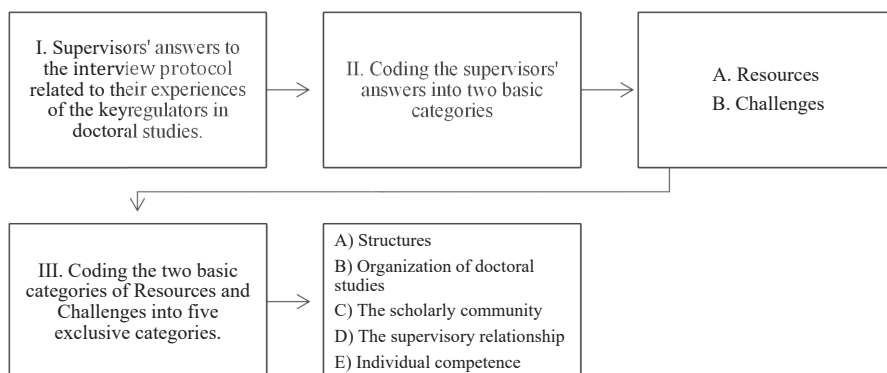 I. Supervisors' answers to
the interview protocol
related to their experiences
of the keyregulators in
doctoral studies.
II. Coding the supervisors'
answers into two basic
categories
A. Resources
B. Challenges
III. Coding the two basic
categories of Resources and
Challenges into five
exclusive categories.
A) Structures
B) Organization of doctoral
studies
C) The scholarly community
D) The supervisory relationship
E) Individual competence